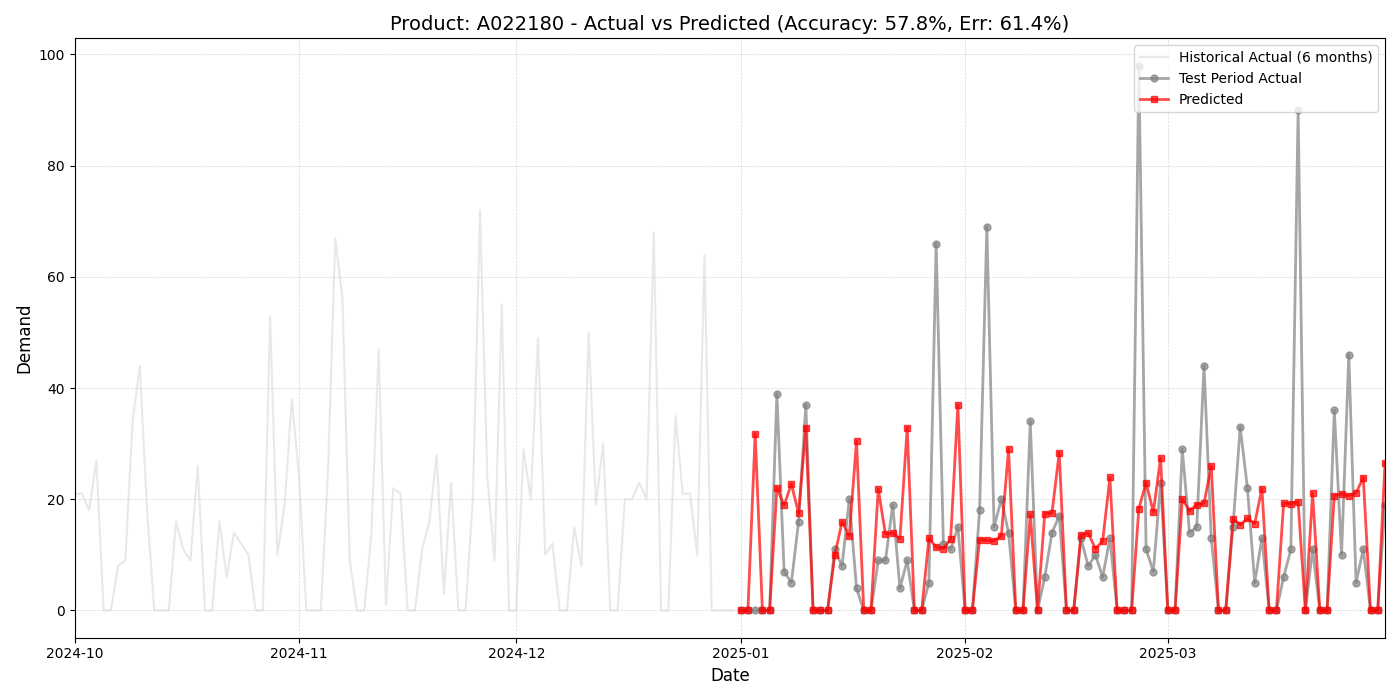 Product: A022180 - Actual vs Predicted (Accuracy: 57.8%, Err: 61.4%)
Historical Actual (6 months)
Test Period Actual
Predicted
Demand
100
80
60
40
20
0
2024-10
2024-11
2024-12
2025-01
2025-02
2025-03
Date